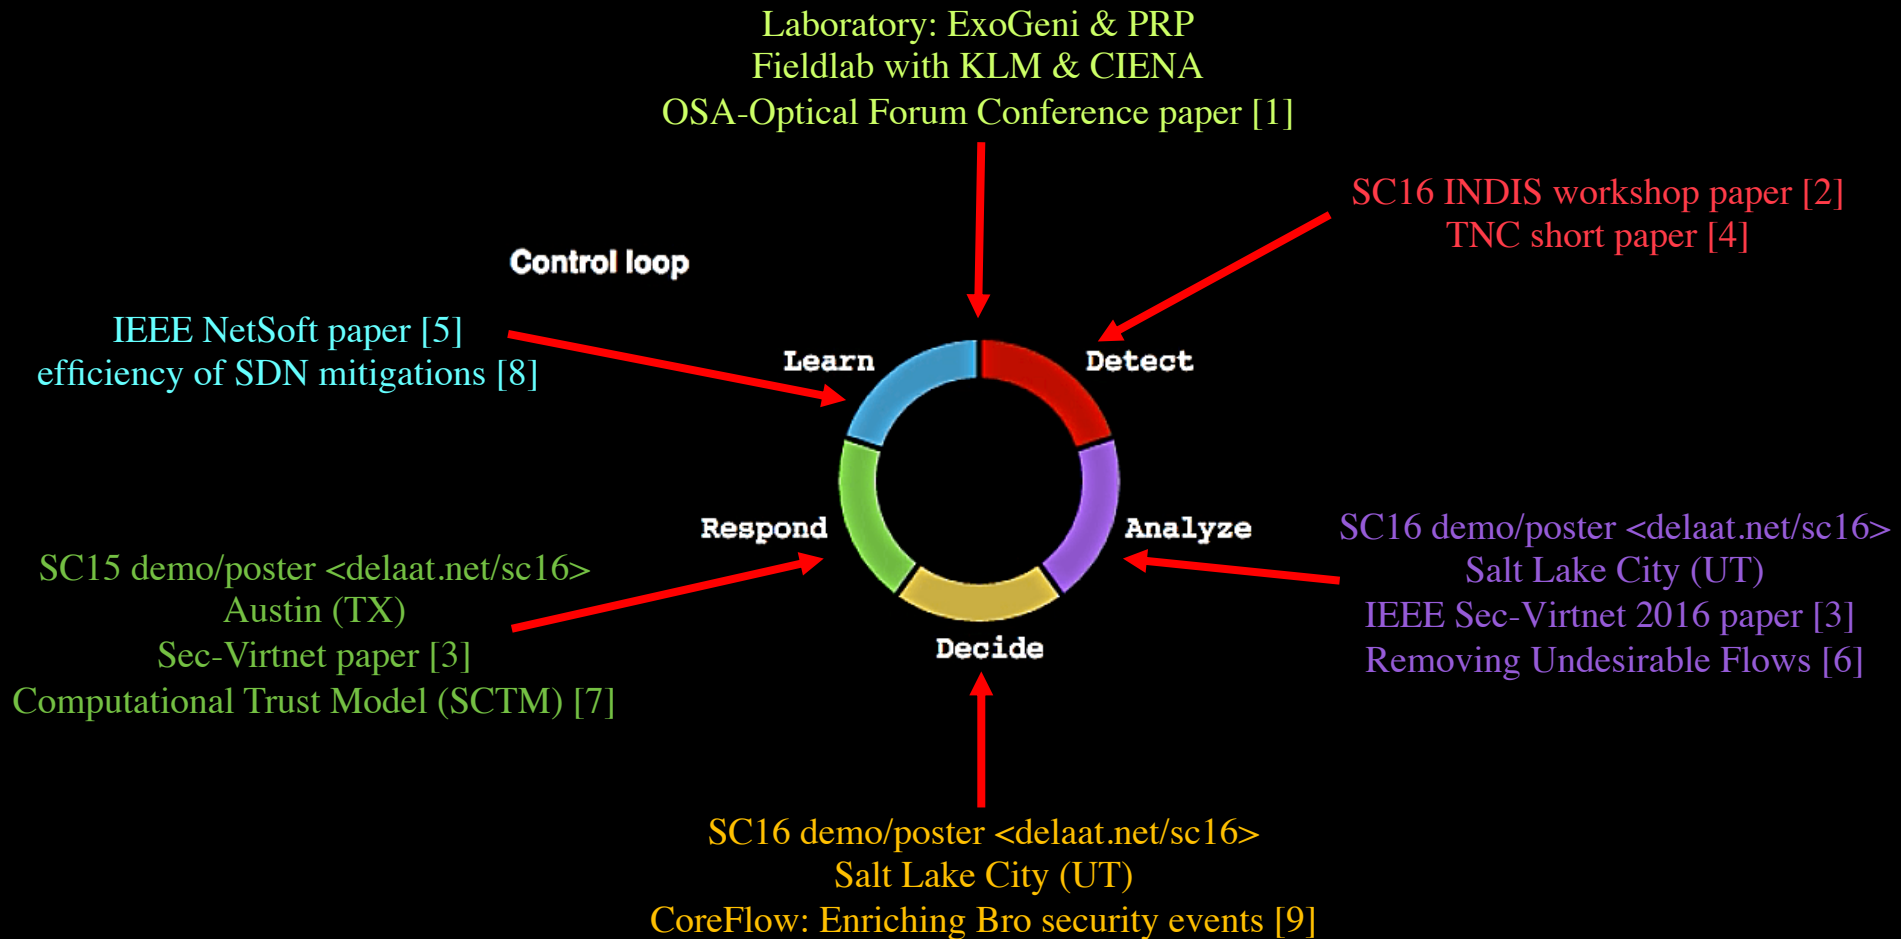 Laboratory: ExoGeni & PRP
Fieldlab with KLM & CIENA
OSA-Optical Forum Conference paper [1]
SC16 INDIS workshop paper [2]
TNC short paper [4]
Control loop
IEEE NetSoft paper [5]
efficiency of SDN mitigations [8]
Learn
Detect
Respond
Analyze
Decide
SC15 demo/poster <delaat.net/sc16>
Austin (TX)
Sec-Virtnet paper [3]
Computational Trust Model (SCTM) [7]
SC16 demo/poster <delaat.net/sc16>
Salt Lake City (UT)
IEEE Sec-Virtnet 2016 paper [3]
Removing Undesirable Flows [6]
SC16 demo/poster <delaat.net/sc16>
Salt Lake City (UT)
CoreFlow: Enriching Bro security events [9]